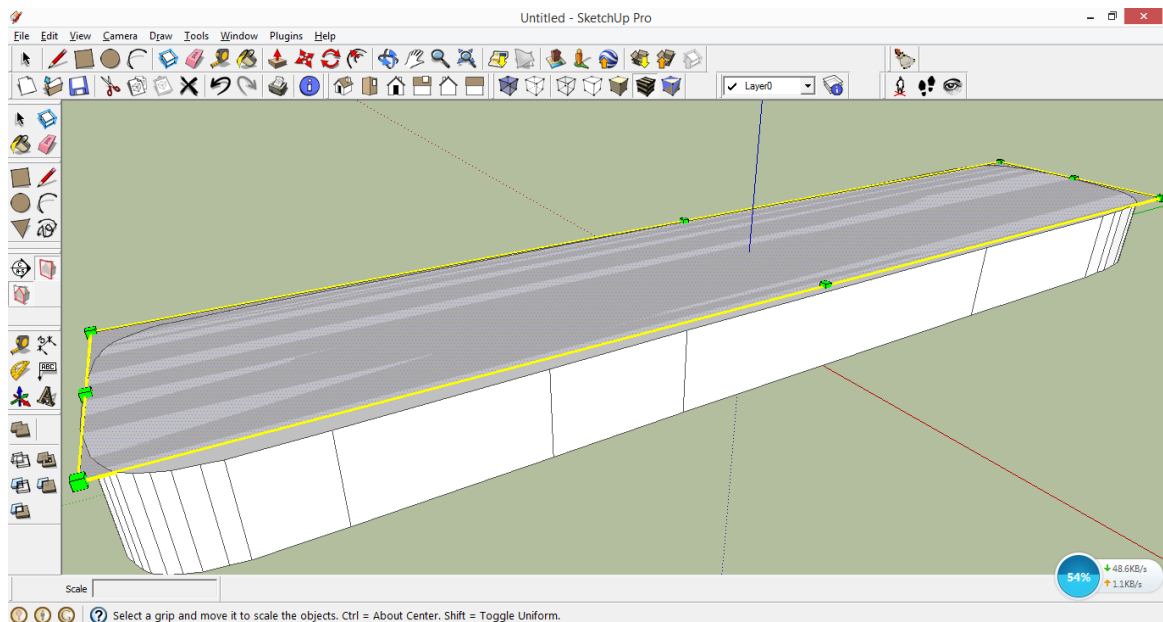 Untitled - SketchUp Pro
File Edit View Camera Draw Tools Window Plugins Help
Layer0
ABC
54%
48.6KB/s
1.1KB/s
Scale
Select a grip and move it to scale the objects. Ctrl = About Center. Shift = Toggle Uniform.